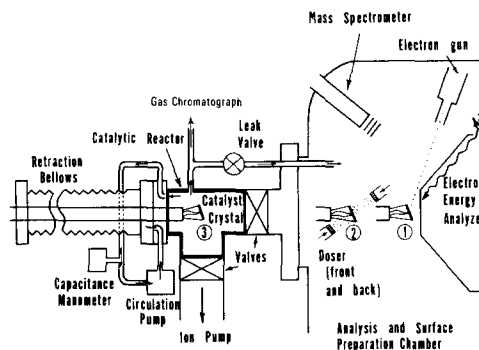 Mass Spectrometer
Electron gun
Gas Chromatograph
Leak
Valve
Catalytic Reactor
Retraction
Bellows
Catalyst
Crystal
Electron
Energy
Analyze
③
②
①
Valves
Doser
(front
and back)
Capacitance
Manometer
Circulation
Pump
Ion Pump
Analysis and Surface
Preparation Chamber